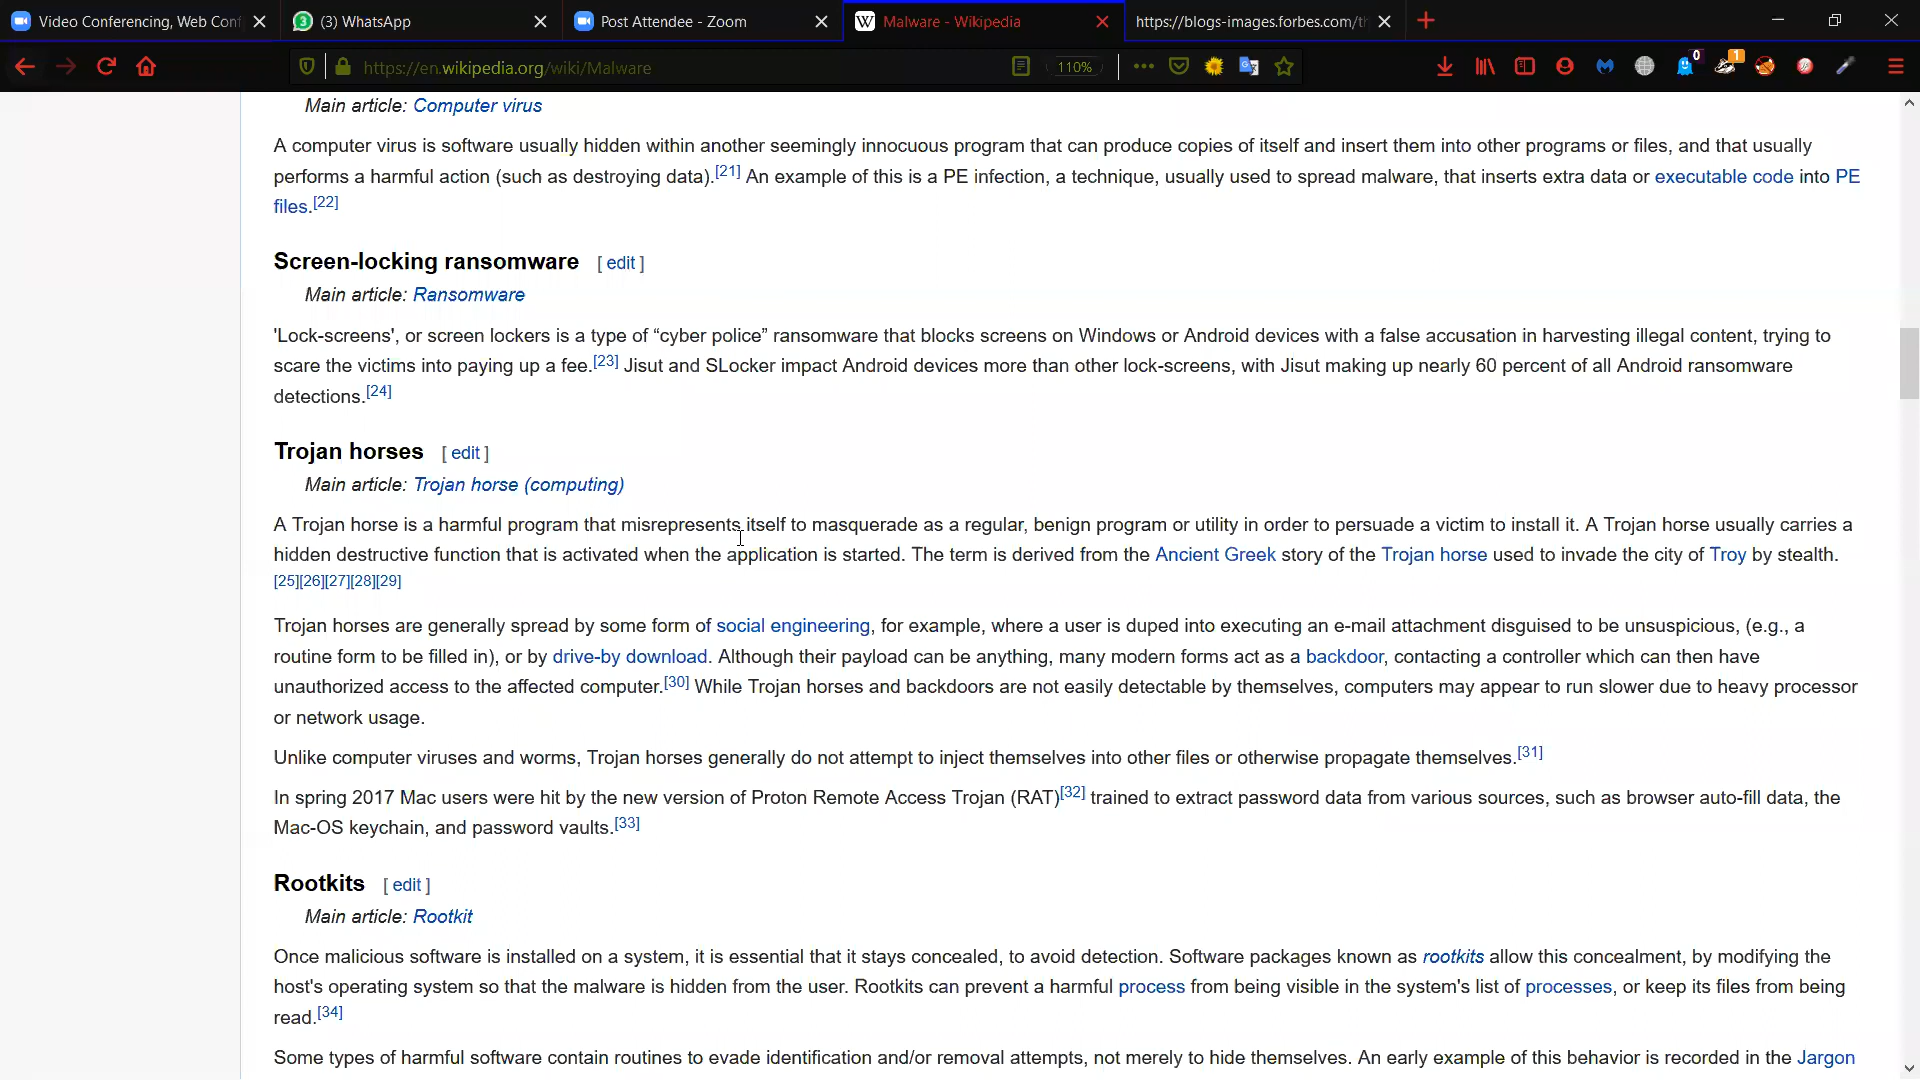 Video Conferencing, Web Conf
(3) WhatsApp
Post Attendee - Zoom
Malware - Wikipedia
https://blogs-images.forbes.com/th
https://en.wikipedia.org/wiki/Malware
110%
0
1
Main article: Computer virus
A computer virus is software usually hidden within another seemingly innocuous program that can produce copies of itself and insert them into other programs or files, and that usually
performs a harmful action (such as destroying data).[21] An example of this is a PE infection, a technique, usually used to spread malware, that inserts extra data or executable code into PE
files.[22]
Screen-locking ransomware [ edit ]
Main article: Ransomware
'Lock-screens', or screen lockers is a type of “cyber police” ransomware that blocks screens on Windows or Android devices with a false accusation in harvesting illegal content, trying to
scare the victims into paying up a fee.[23] Jisut and SLocker impact Android devices more than other lock-screens, with Jisut making up nearly 60 percent of all Android ransomware
detections.[24]
Trojan horses [ edit ]
Main article: Trojan horse (computing)
A Trojan horse is a harmful program that misrepresents itself to masquerade as a regular, benign program or utility in order to persuade a victim to install it. A Trojan horse usually carries a
hidden destructive function that is activated when the application is started. The term is derived from the Ancient Greek story of the Trojan horse used to invade the city of Troy by stealth.
[25][26][27][28][29]
Trojan horses are generally spread by some form of social engineering, for example, where a user is duped into executing an e-mail attachment disguised to be unsuspicious, (e.g., a
routine form to be filled in), or by drive-by download. Although their payload can be anything, many modern forms act as a backdoor, contacting a controller which can then have
unauthorized access to the affected computer.[30] While Trojan horses and backdoors are not easily detectable by themselves, computers may appear to run slower due to heavy processor
or network usage.
Unlike computer viruses and worms, Trojan horses generally do not attempt to inject themselves into other files or otherwise propagate themselves.[31]
In spring 2017 Mac users were hit by the new version of Proton Remote Access Trojan (RAT)[32] trained to extract password data from various sources, such as browser auto-fill data, the
Mac-OS keychain, and password vaults.[33]
Rootkits [ edit ]
Main article: Rootkit
Once malicious software is installed on a system, it is essential that it stays concealed, to avoid detection. Software packages known as rootkits allow this concealment, by modifying the
host's operating system so that the malware is hidden from the user. Rootkits can prevent a harmful process from being visible in the system's list of processes, or keep its files from being
read.[34]
Some types of harmful software contain routines to evade identification and/or removal attempts, not merely to hide themselves. An early example of this behavior is recorded in the Jargon